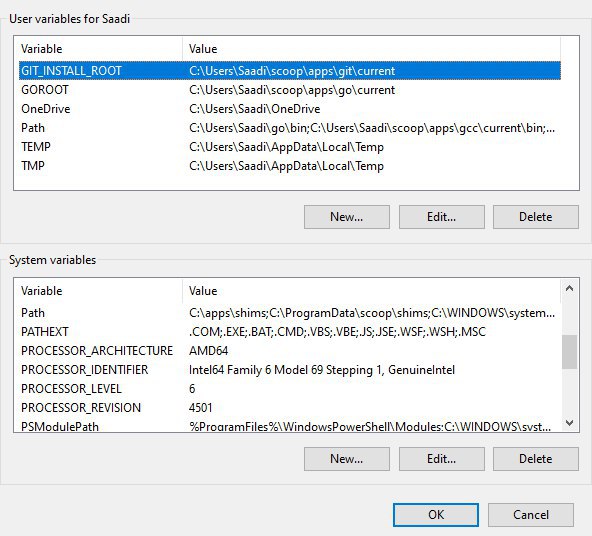 User variables for Saadi
Variable Value
GIT_INSTALL_ROOT C:\Users\Saadi\scoop\apps\git\current
GOROOT C:\Users\Saadi\scoop\apps\go\current
OneDrive C:\Users\Saadi\OneDrive
Path C:\Users\Saadi\go\bin;C:\Users\Saadi\scoop\apps\gcc\current\bin;...
TEMP C:\Users\Saadi\AppData\Local\Temp
TMP C:\Users\Saadi\AppData\Local\Temp
New... Edit... Delete
System variables
Variable Value
Path C:\apps\shims;C:\ProgramData\scoop\shims;C:\WINDOWS\system...
PATHEXT .COM;.EXE;.BAT;.CMD;.VBS;.VBE;.JS;.JSE;.WSF;.WSH;.MSC
PROCESSOR_ARCHITECTURE AMD64
PROCESSOR_IDENTIFIER Intel64 Family 6 Model 69 Stepping 1, GenuineIntel
PROCESSOR_LEVEL 6
PROCESSOR_REVISION 4501
PSModulePath %ProgramFiles%\WindowsPowerShell\Modules;C:\WINDOWS\syst...
New... Edit... Delete
OK Cancel